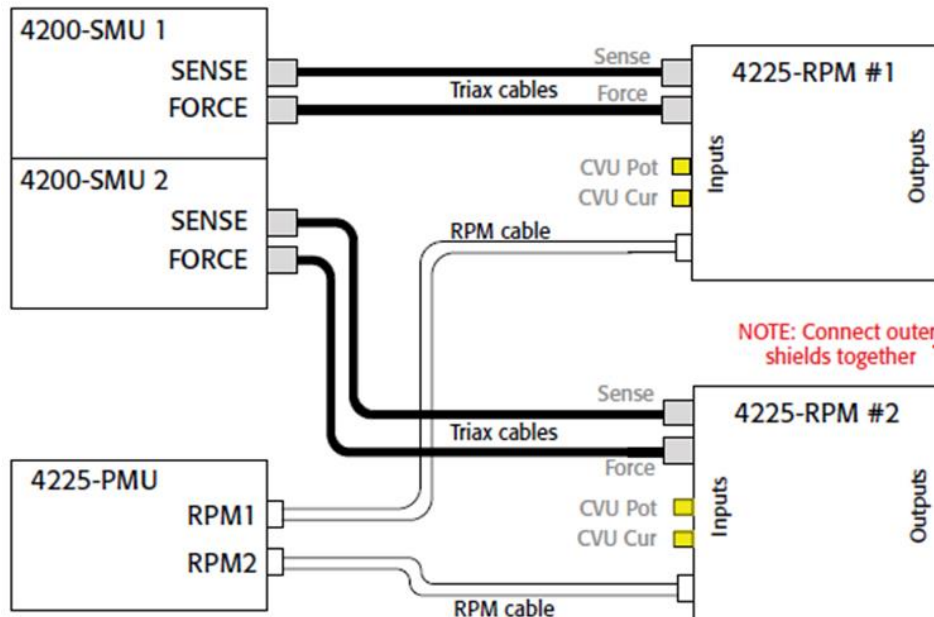 4200-SMU 1
SENSE
FORCE
Triax cables
Sense
Force
4225-RPM #1
CVU Pot
CVU Cur
Inputs
Outputs
4200-SMU 2
SENSE
FORCE
RPM cable
NOTE: Connect outer
shields together
Sense
Triax cables
Force
4225-RPM #2
CVU Pot
CVU Cur
Inputs
Outputs
4225-PMU
RPM1
RPM2
RPM cable